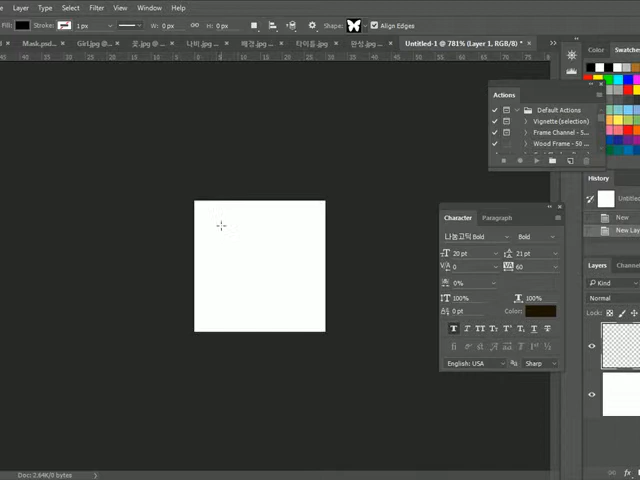 Layer Type Select Filter View Window Help
Fill: Stroke: 1 px W: 0 px H: 0 px Shape: Align Edges
Mask.psd... Girl.jpg @... 꽃.jpg @ ... 나비.jpg ... 배경.jpg ... 타이틀.jpg 완성.jpg ... Untitled-1 @ 781% (Layer 1, RGB/8) *
Color Swatches
Actions
Default Actions
Vignette (selection)
Frame Channel - 5...
Wood Frame - 50 ...
History
Untitled
New
New Lay
Character Paragraph
나눔고딕 Bold Bold
20 pt 21 pt
0 60
0%
100% 100%
0 pt Color:
English: USA Sharp
Layers Channel
Kind
Normal
Lock:
Doc: 2.64K/0 bytes